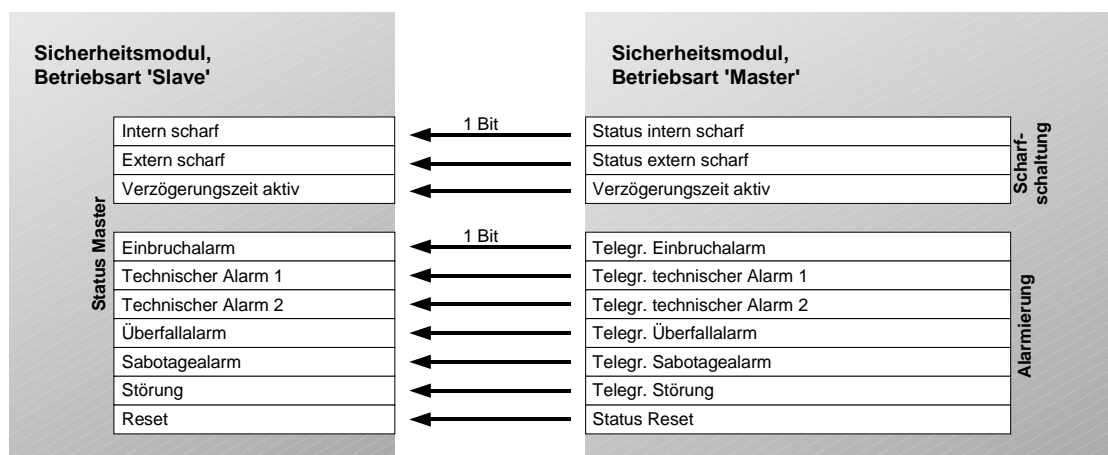 Sicherheitsmodul,
Betriebsart 'Slave'
Sicherheitsmodul,
Betriebsart 'Master'
Intern scharf
1 Bit
Status intern scharf
Extern scharf
Status extern scharf
Verzögerungszeit aktiv
Verzögerungszeit aktiv
Scharf-
schaltung
Status Master
Einbruchalarm
1 Bit
Telegr. Einbruchalarm
Technischer Alarm 1
Telegr. technischer Alarm 1
Technischer Alarm 2
Telegr. technischer Alarm 2
Überfallalarm
Telegr. Überfallalarm
Sabotagealarm
Telegr. Sabotagealarm
Störung
Telegr. Störung
Reset
Status Reset
Alarmierung